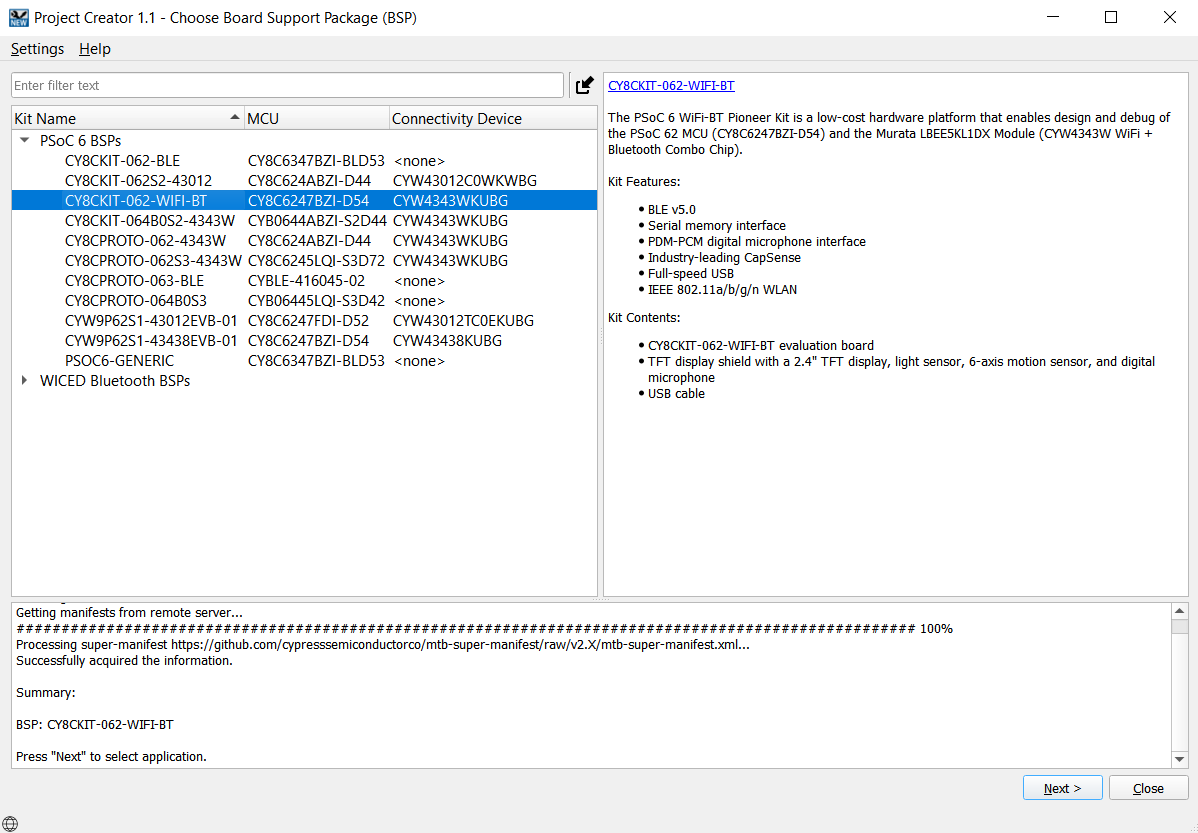 Project Creator 1.1 - Choose Board Support Package (BSP)
Settings Help
Enter filter text
Kit Name MCU Connectivity Device
PSoC 6 BSPs
CY8CKIT-062-BLE CY8C6347BZI-BLD53 <none>
CY8CKIT-062S2-43012 CY8C624ABZI-D44 CYW43012C0WKWBG
CY8CKIT-062-WIFI-BT CY8C6247BZI-D54 CYW4343WKUBG
CY8CKIT-064B0S2-4343W CYB0644ABZI-S2D44 CYW4343WKUBG
CY8CPROTO-062-4343W CY8C624ABZI-D44 CYW4343WKUBG
CY8CPROTO-062S3-4343W CY8C6245LQI-S3D72 CYW4343WKUBG
CY8CPROTO-063-BLE CYBLE-416045-02 <none>
CY8CPROTO-064B0S3 CYB06445LQI-S3D42 <none>
CYW9P62S1-43012EVB-01 CY8C6247FDI-D52 CYW43012TC0EKUBG
CYW9P62S1-43438EVB-01 CY8C6247BZI-D54 CYW43438KUBG
PSOC6-GENERIC CY8C6347BZI-BLD53 <none>
WICED Bluetooth BSPs
CY8CKIT-062-WIFI-BT
The PSoC 6 WiFi-BT Pioneer Kit is a low-cost hardware platform that enables design and debug of
the PSoC 62 MCU (CY8C6247BZI-D54) and the Murata LBEE5KL1DX Module (CYW4343W WiFi +
Bluetooth Combo Chip).
Kit Features:
• BLE v5.0
• Serial memory interface
• PDM-PCM digital microphone interface
• Industry-leading CapSense
• Full-speed USB
• IEEE 802.11a/b/g/n WLAN
Kit Contents:
• CY8CKIT-062-WIFI-BT evaluation board
• TFT display shield with a 2.4" TFT display, light sensor, 6-axis motion sensor, and digital
microphone
• USB cable
Getting manifests from remote server...
#################################################################################################### 100%
Processing super-manifest https://github.com/cypresssemiconductorco/mtb-super-manifest/raw/v2.X/mtb-super-manifest.xml...
Successfully acquired the information.
Summary:
BSP: CY8CKIT-062-WIFI-BT
Press "Next" to select application.
Next > Close